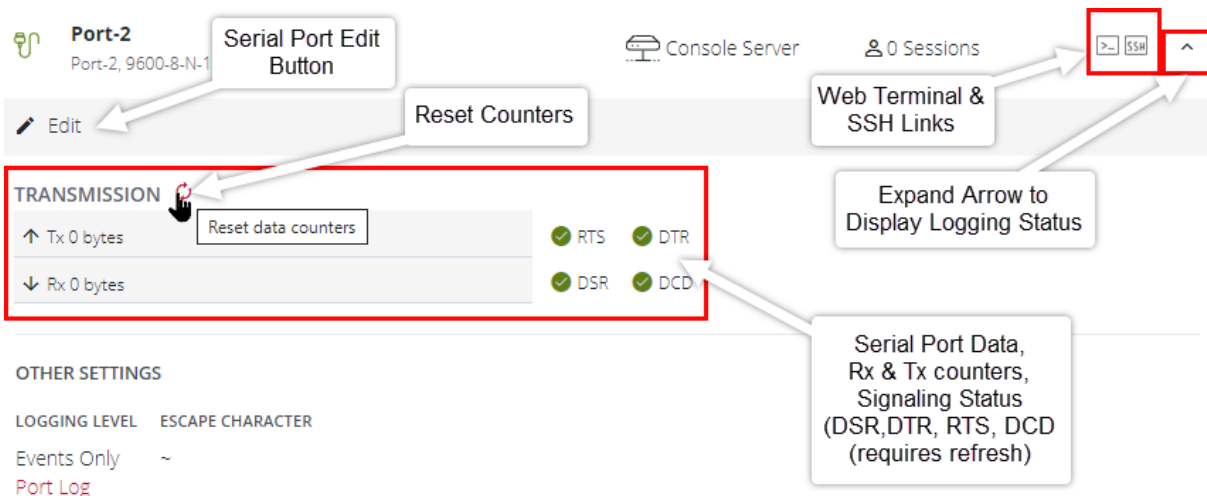 Port-2
Port-2, 9600-8-N-1
Serial Port Edit
Button
Console Server
0 Sessions
>_
SSH
Web Terminal &
SSH Links
Edit
Reset Counters
Expand Arrow to
Display Logging Status
TRANSMISSION
Reset data counters
Tx 0 bytes
RTS
DTR
Rx 0 bytes
DSR
DCD
Serial Port Data,
Rx & Tx counters,
Signaling Status
(DSR,DTR, RTS, DCD
(requires refresh)
OTHER SETTINGS
LOGGING LEVEL
ESCAPE CHARACTER
Events Only
~
Port Log